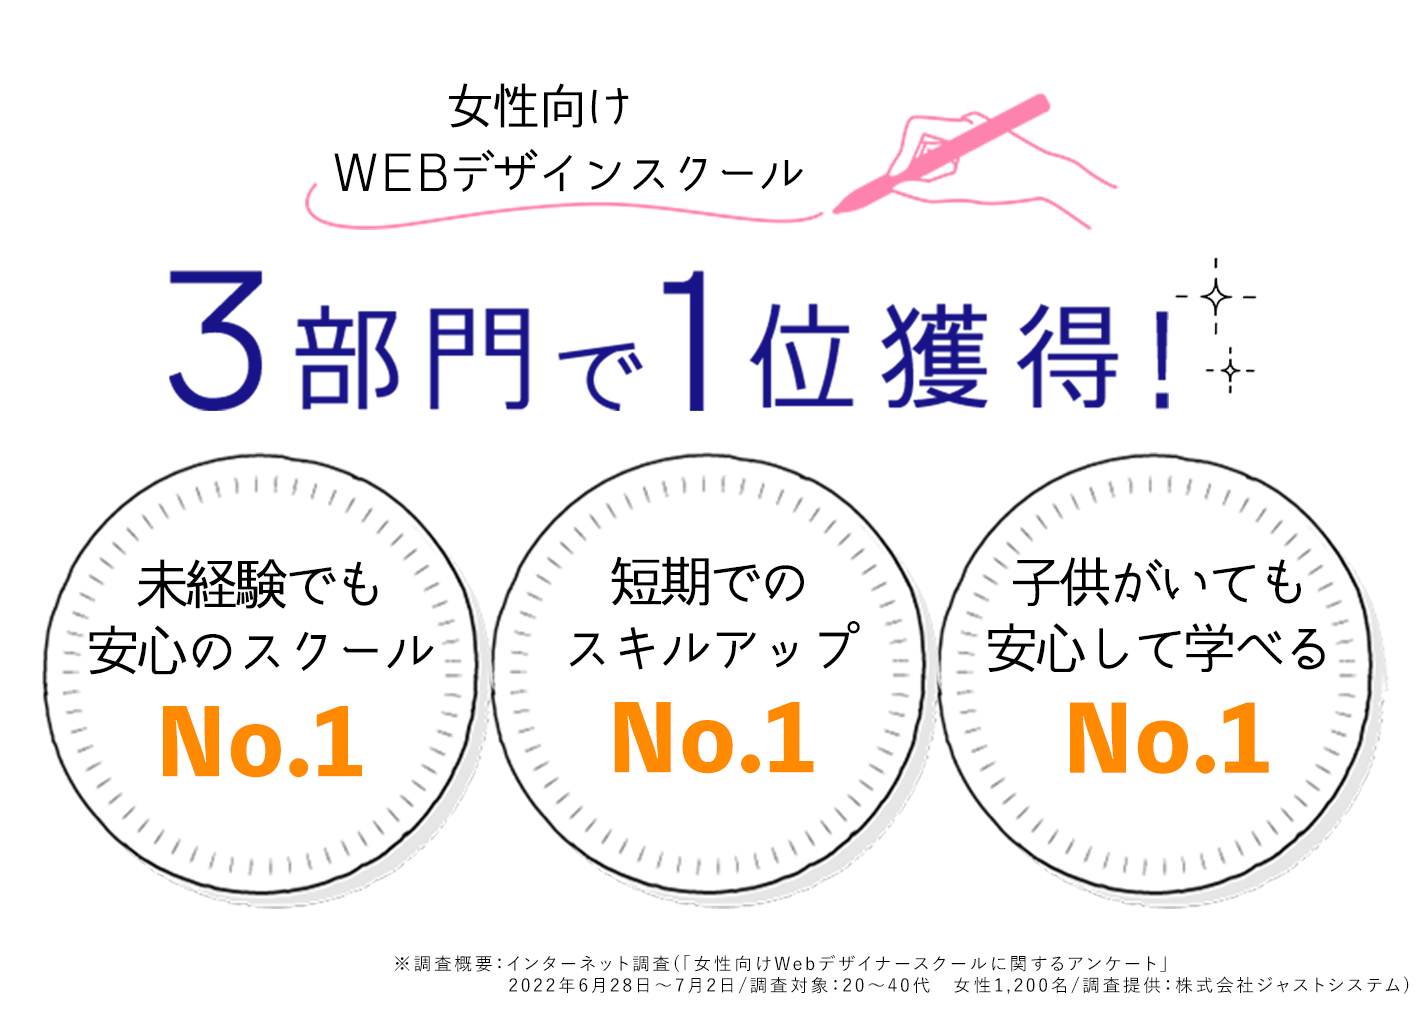 女性向け
WEBデザインスクール
3部門で1位獲得!
未経験でも
安心のスクール
No.1
短期での
スキルアップ
No.1
子供がいても
安心して学べる
No.1
※調査概要：インターネット調査(「女性向けWebデザイナースクールに関するアンケート」
2022年6月28日～7月2日/調査対象：20～40代　女性1,200名/調査提供：株式会社ジャストシステム)